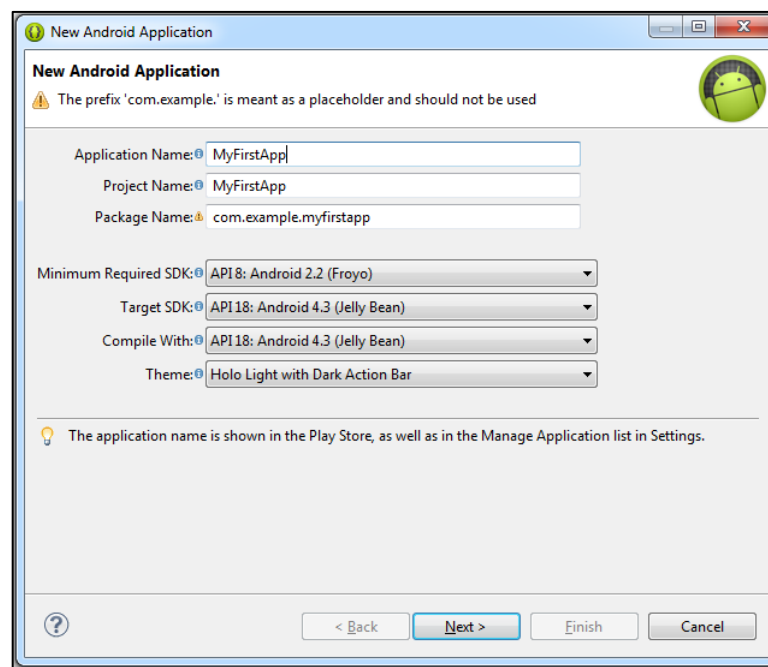 New Android Application
New Android Application
The prefix 'com.example.' is meant as a placeholder and should not be used
Application Name: MyFirstApp
Project Name: MyFirstApp
Package Name: com.example.myfirstapp
Minimum Required SDK: API 8: Android 2.2 (Froyo)
Target SDK: API 18: Android 4.3 (Jelly Bean)
Compile With: API 18: Android 4.3 (Jelly Bean)
Theme: Holo Light with Dark Action Bar
The application name is shown in the Play Store, as well as in the Manage Application list in Settings.
? < Back Next > Finish Cancel